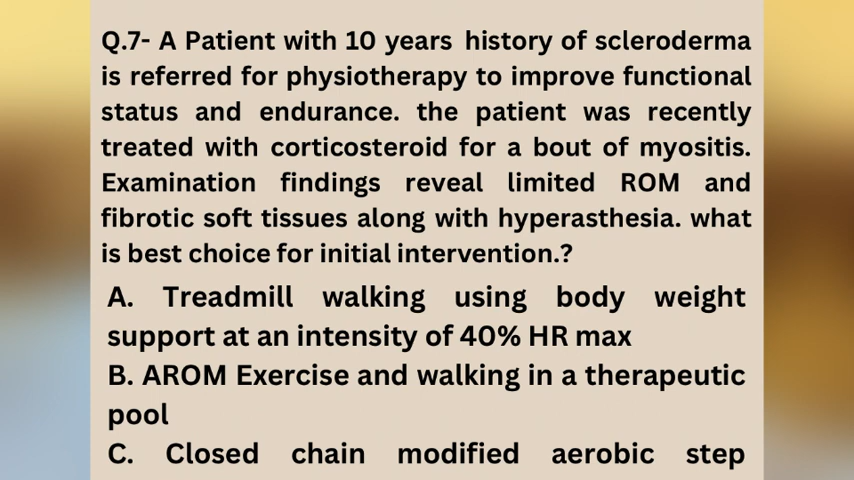 Q.7- A Patient with 10 years history of scleroderma
is referred for physiotherapy to improve functional
status and endurance. the patient was recently
treated with corticosteroid for a bout of myositis.
Examination findings reveal limited ROM and
fibrotic soft tissues along with hyperasthesia. what
is best choice for initial intervention.?
A. Treadmill walking using body weight
support at an intensity of 40% HR max
B. AROM Exercise and walking in a therapeutic
pool
C. Closed chain modified aerobic step